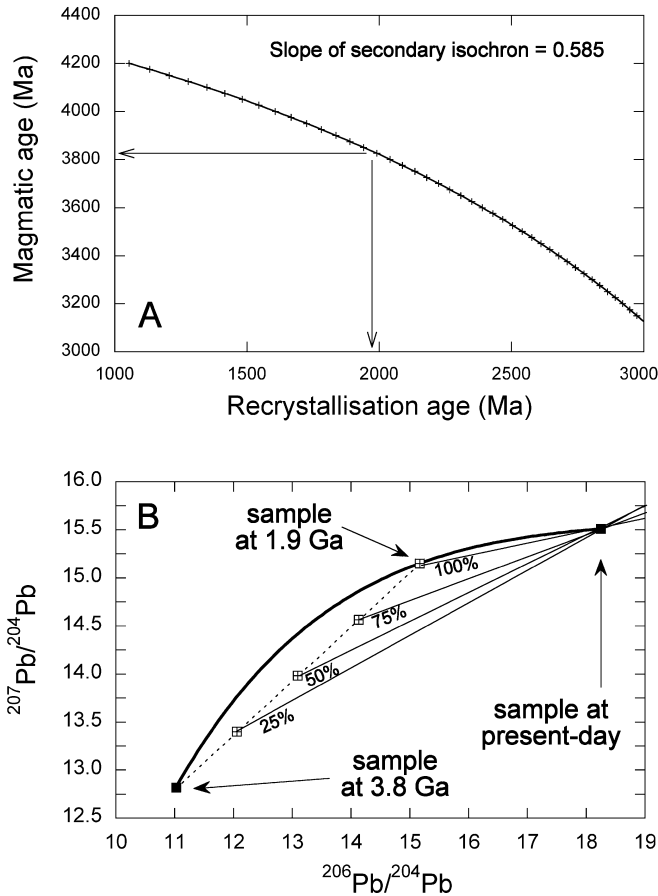 4400
4200
4000
3800
3600
3400
3200
3000
Magmatic age (Ma)
Slope of secondary isochron = 0.585
A
1000
1500
2000
2500
3000
Recrystallisation age (Ma)
16.0
15.5
15.0
14.5
14.0
13.5
13.0
12.5
207Pb/204Pb
B
sample
at 1.9 Ga
100%
75%
50%
25%
sample at
present-day
sample
at 3.8 Ga
10
11
12
13
14
15
16
17
18
19
206Pb/204Pb